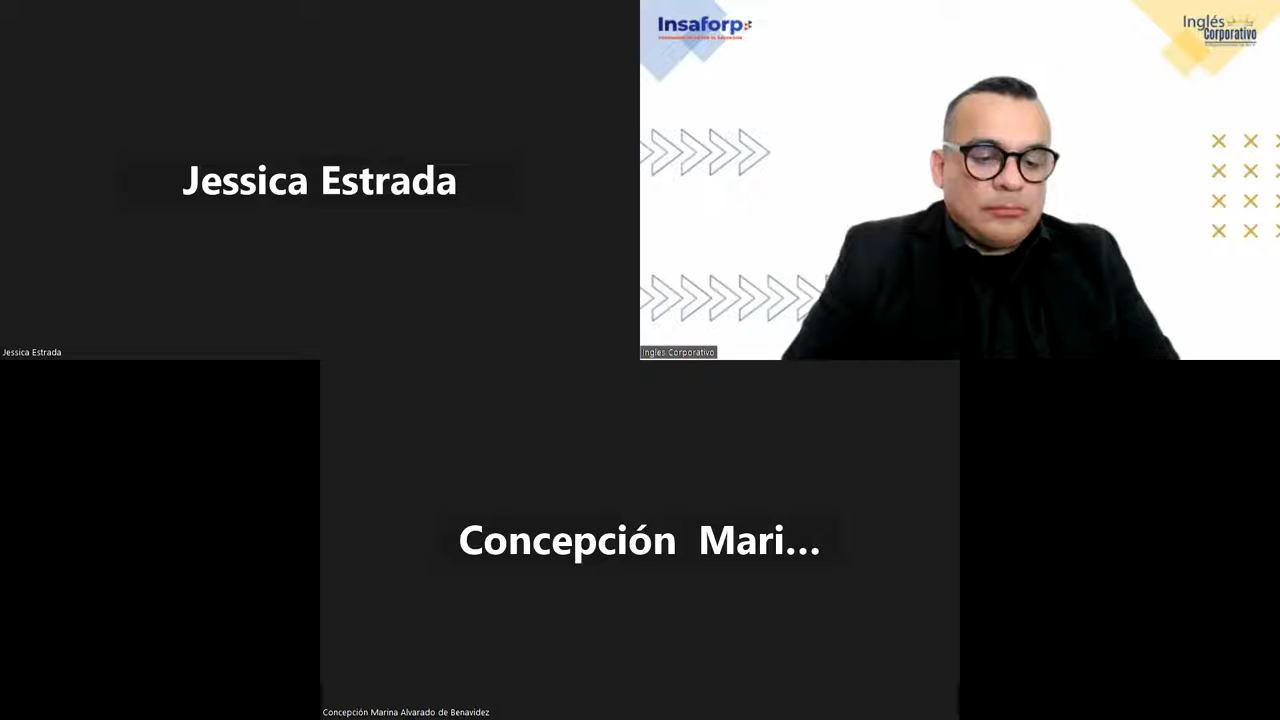 Insaforp
Inglés
Corporativo
Jessica Estrada
Jessica Estrada
Ingles Corporativo
Concepción Mari...
Concepción Marina Alvarado de Benavidez